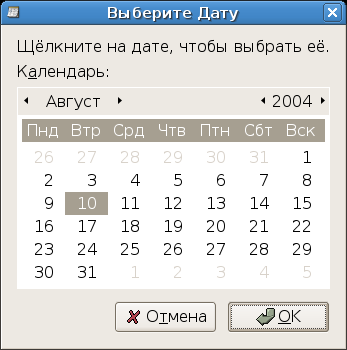 Выберите Дату
Щёлкните на дате, чтобы выбрать её.
Календарь:
Август 2004
Пнд Втр Срд Чтв Птн Сбт Вск
26 27 28 29 30 31 1
2 3 4 5 6 7 8
9 10 11 12 13 14 15
16 17 18 19 20 21 22
23 24 25 26 27 28 29
30 31 1 2 3 4 5
Отмена OK